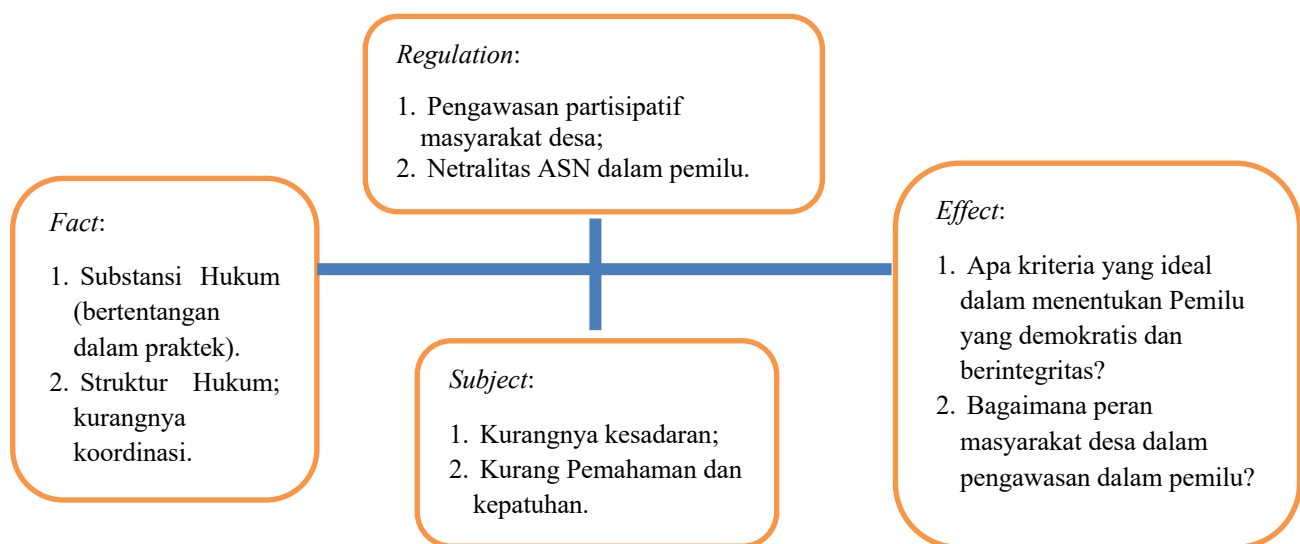 Regulation:
1. Pengawasan partisipatif
masyarakat desa;
2. Netralitas ASN dalam pemilu.
Fact:
1. Substansi Hukum
(bertentangan
dalam praktek).
2. Struktur Hukum;
kurangnya
koordinasi.
Subject:
1. Kurangnya kesadaran;
2. Kurang Pemahaman dan
kepatuhan.
Effect:
1. Apa kriteria yang ideal
dalam menentukan Pemilu
yang demokratis dan
berintegritas?
2. Bagaimana peran
masyarakat desa dalam
pengawasan dalam pemilu?